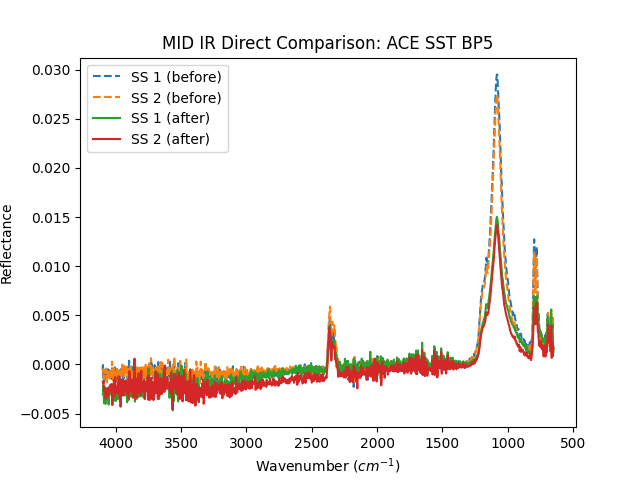 MID IR Direct Comparison: ACE SST BP5
SS 1 (before)
SS 2 (before)
SS 1 (after)
SS 2 (after)
Reflectance
0.030
0.025
0.020
0.015
0.010
0.005
0.000
−0.005
4000 3500 3000 2500 2000 1500 1000 500
Wavenumber (cm⁻¹)